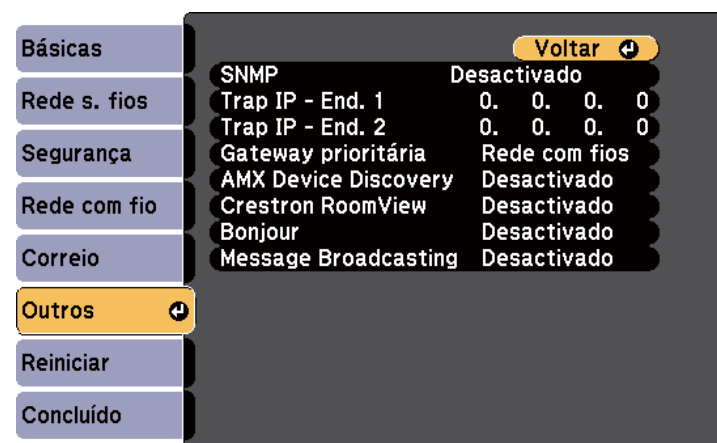 Básicas
Rede s. fios
Segurança
Rede com fio
Correio
Outros
Reiniciar
Concluído
Voltar
SNMP Desactivado
Trap IP - End. 1 0. 0. 0. 0
Trap IP - End. 2 0. 0. 0. 0
Gateway prioritária Rede com fios
AMX Device Discovery Desactivado
Crestron RoomView Desactivado
Bonjour Desactivado
Message Broadcasting Desactivado